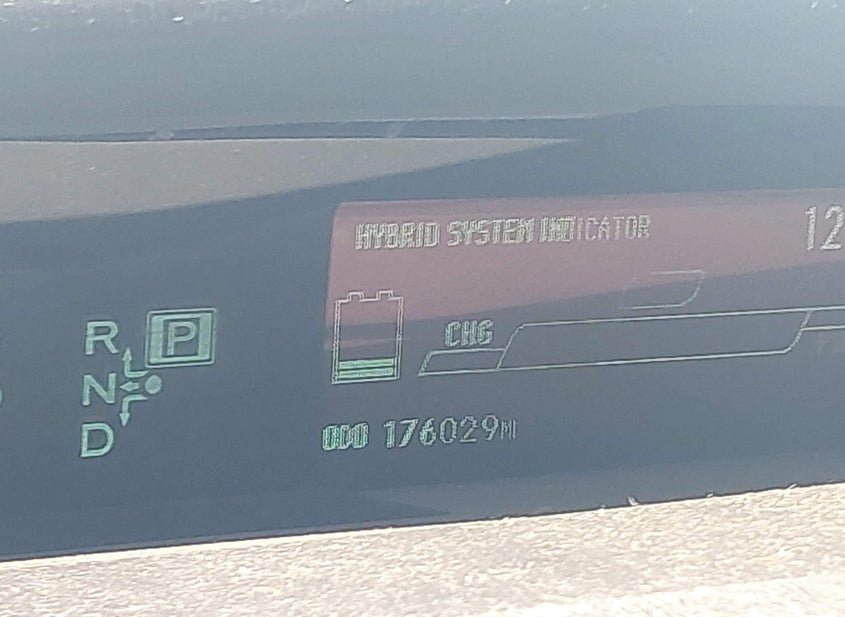 HYBRID SYSTEM INDICATOR
12
R P
CHG
N
D
ODO 176029MI